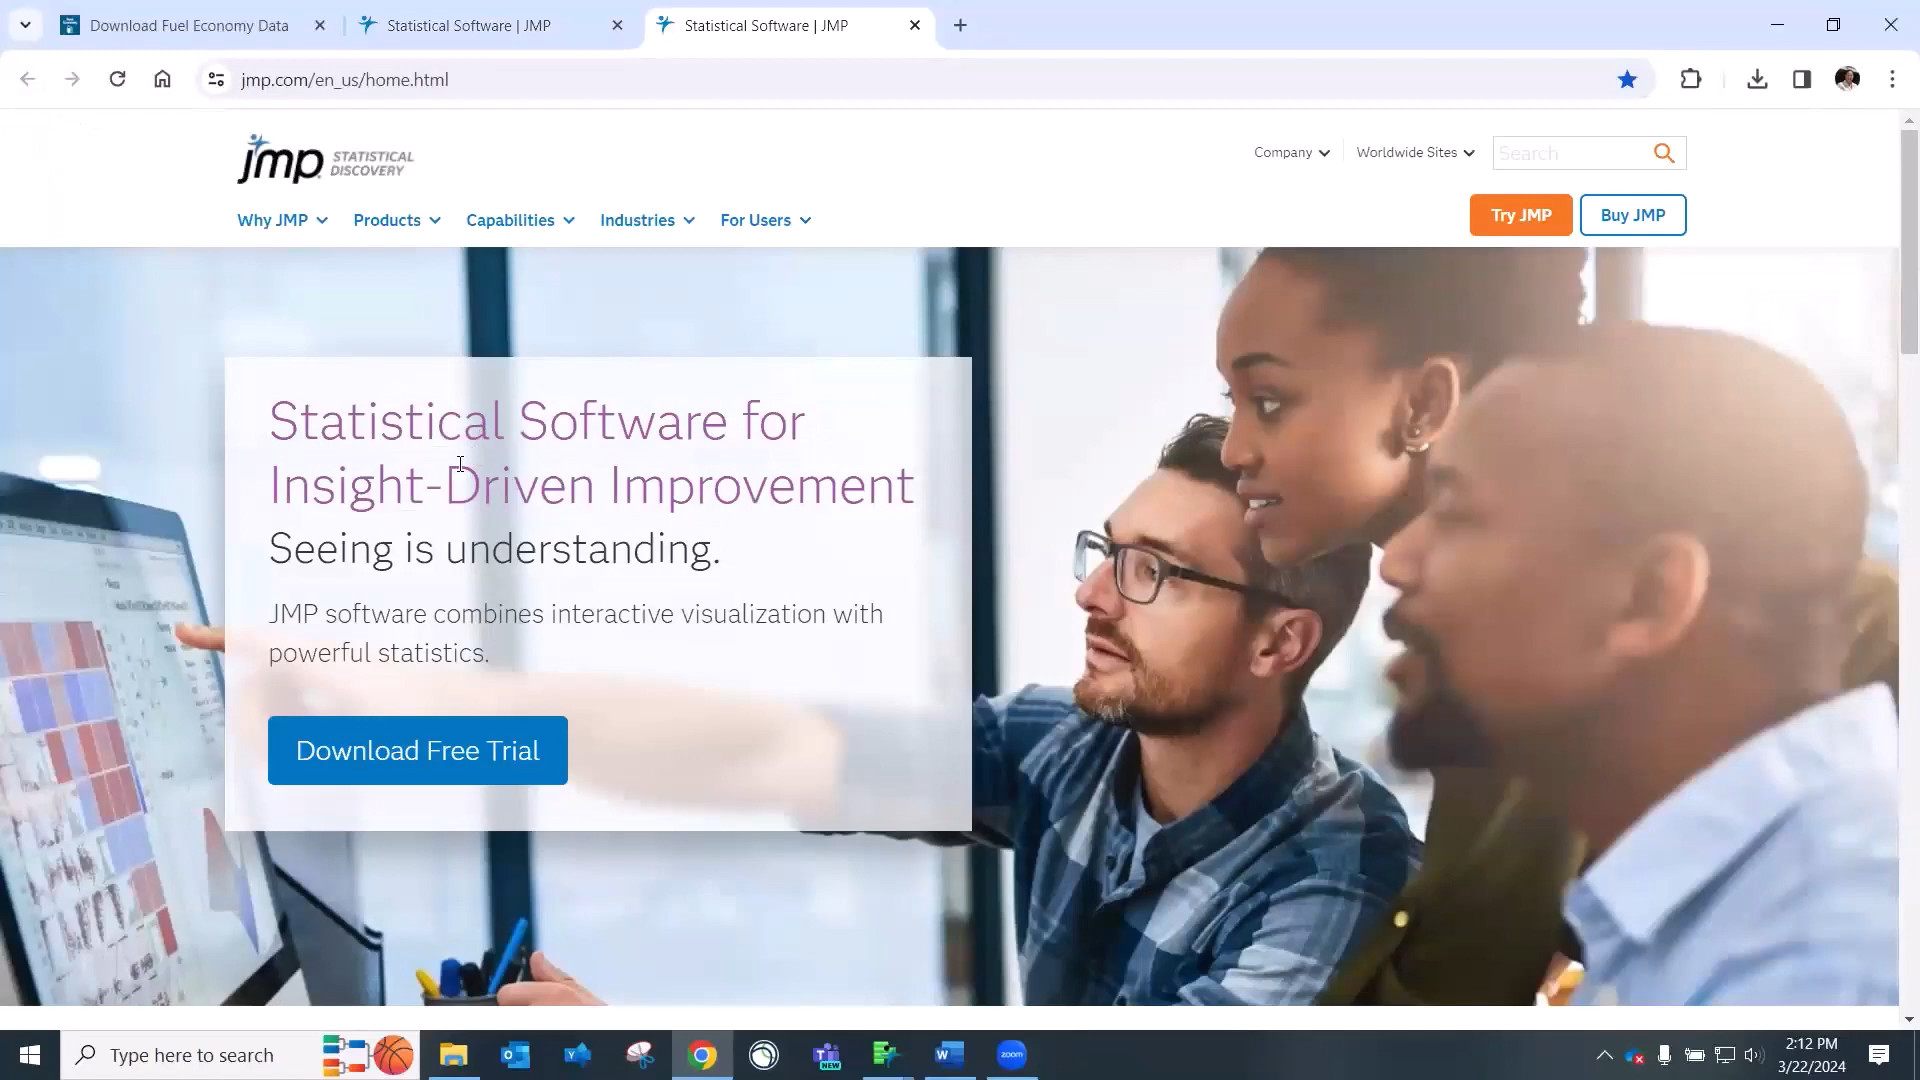 Download Fuel Economy Data
Statistical Software | JMP
Statistical Software | JMP
jmp.com/en_us/home.html
jmp STATISTICAL
DISCOVERY
Company
Worldwide Sites
Search
Why JMP
Products
Capabilities
Industries
For Users
Try JMP
Buy JMP
Statistical Software for
Insight-Driven Improvement
Seeing is understanding.
JMP software combines interactive visualization with
powerful statistics.
Download Free Trial
Type here to search
NEW
zoom
2:12 PM
3/22/2024